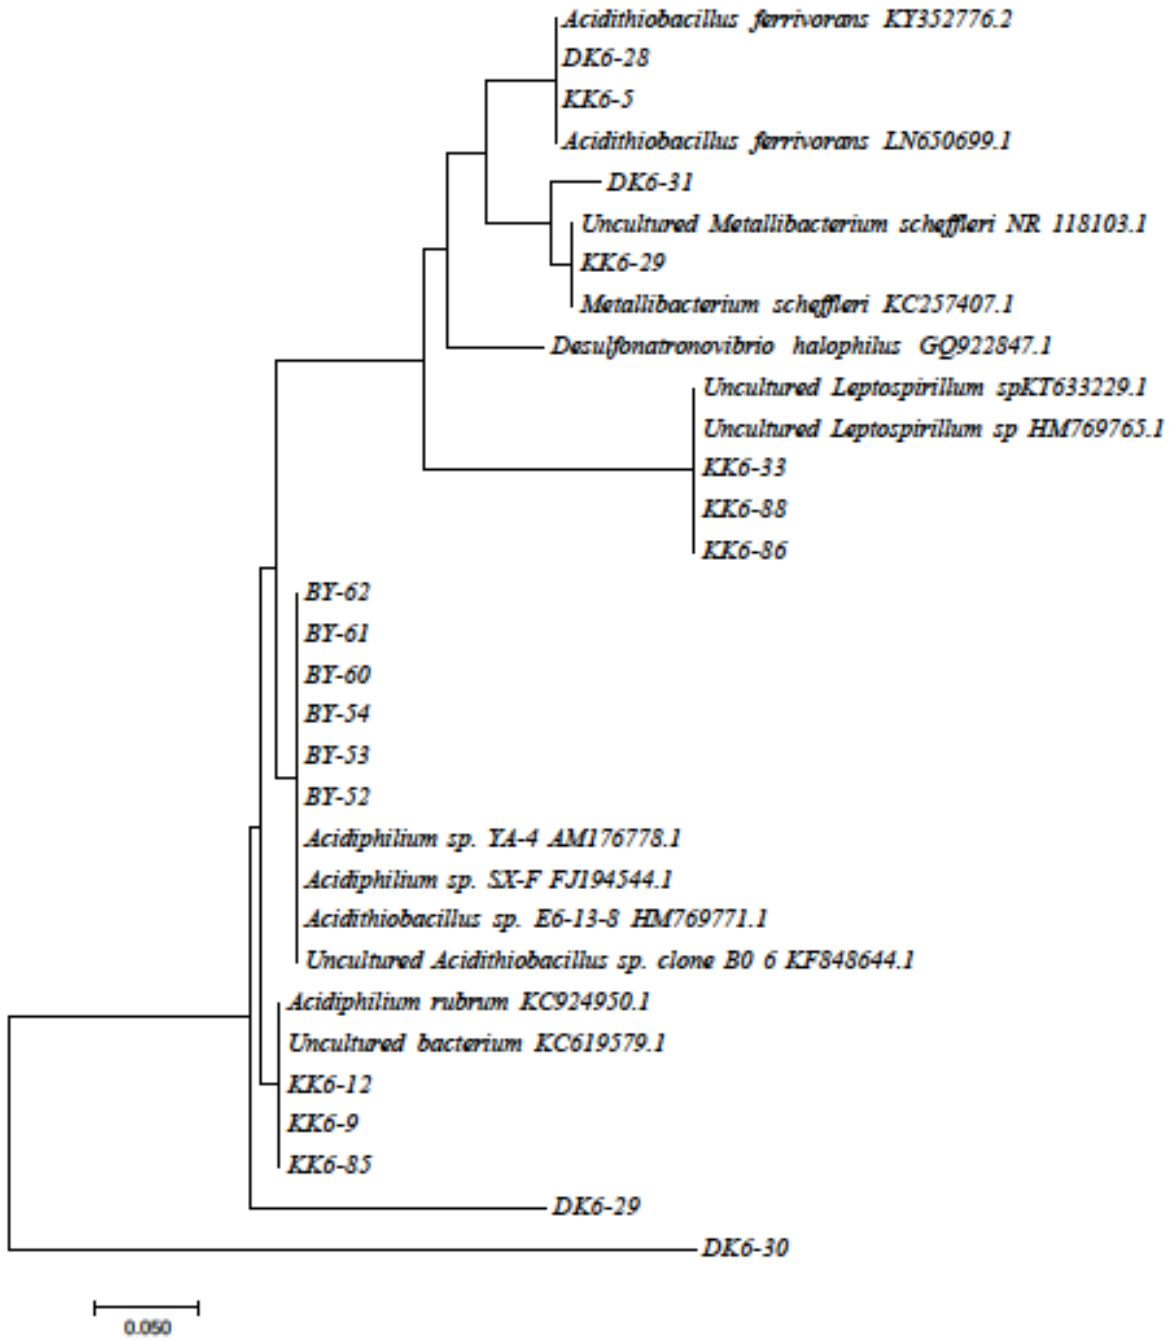 Acidithiobacillus ferrivorans KY352776.2
DK6-28
KK6-5
Acidithiobacillus ferrivorans LN650699.1
DK6-31
Uncultured Metallibacterium scheffleri NR 118103.1
KK6-29
Metallibacterium scheffleri KC257407.1
Desulfonatronovibrio halophilus GQ922847.1
Uncultured Leptospirillum spKT633229.1
Uncultured Leptospirillum sp HM769765.1
KK6-33
KK6-88
KK6-86
BY-62
BY-61
BY-60
BY-54
BY-53
BY-52
Acidiphilium sp. YA-4 AM176778.1
Acidiphilium sp. SX-F FJ194544.1
Acidithiobacillus sp. E6-13-8 HM769771.1
Uncultured Acidithiobacillus sp. clone B0 6 KF848644.1
Acidiphilium rubrum KC924950.1
Uncultured bacterium KC619579.1
KK6-12
KK6-9
KK6-85
DK6-29
DK6-30
0.050